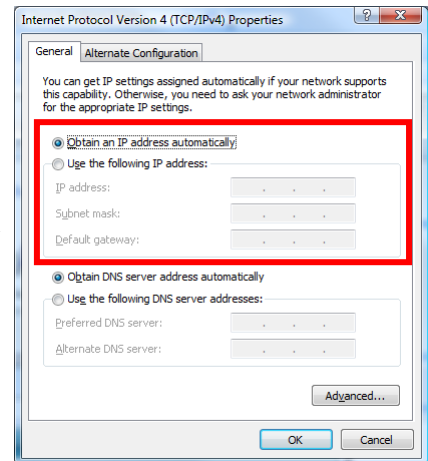 Internet Protocol Version 4 (TCP/IPv4) Properties
General Alternate Configuration
You can get IP settings assigned automatically if your network supports
this capability. Otherwise, you need to ask your network administrator
for the appropriate IP settings.
Obtain an IP address automatically
Use the following IP address:
IP address:
Subnet mask:
Default gateway:
Obtain DNS server address automatically
Use the following DNS server addresses:
Preferred DNS server:
Alternate DNS server:
Advanced...
OK Cancel